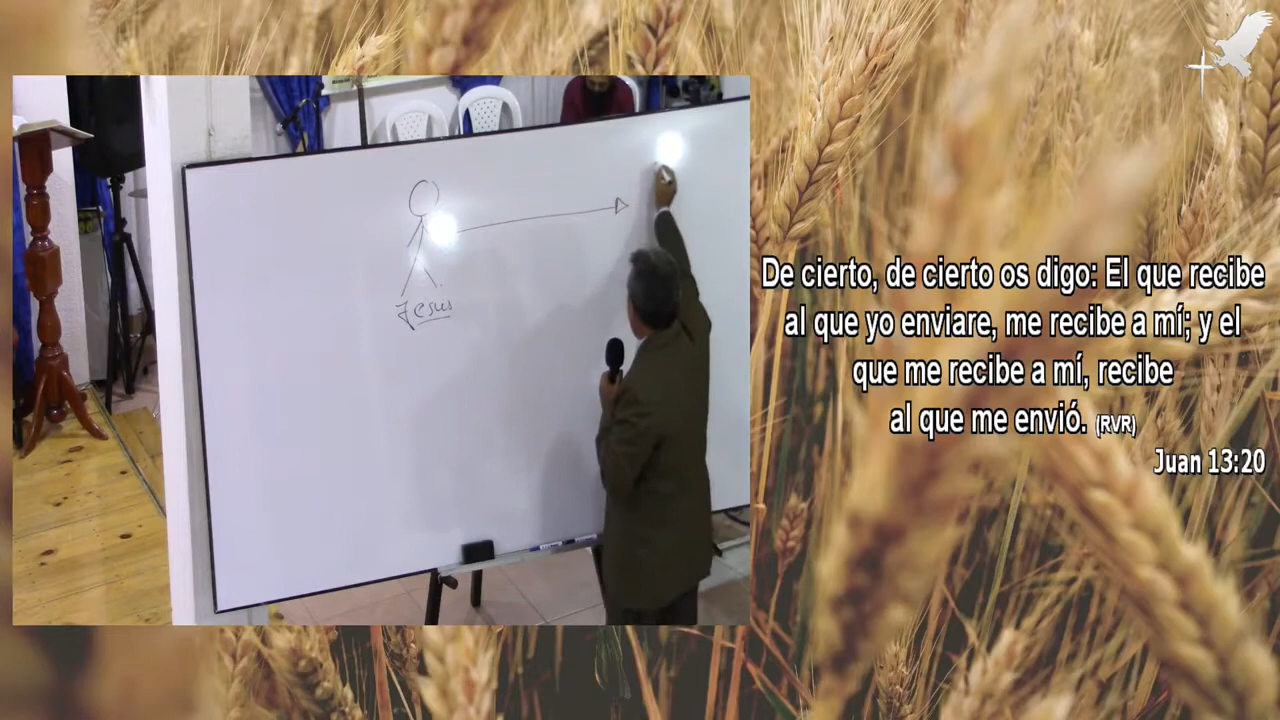 Jesus
De cierto, de cierto os digo: El que recibe
al que yo enviare, me recibe a mí; y el
que me recibe a mí, recibe
al que me envió. (RVR)
Juan 13:20